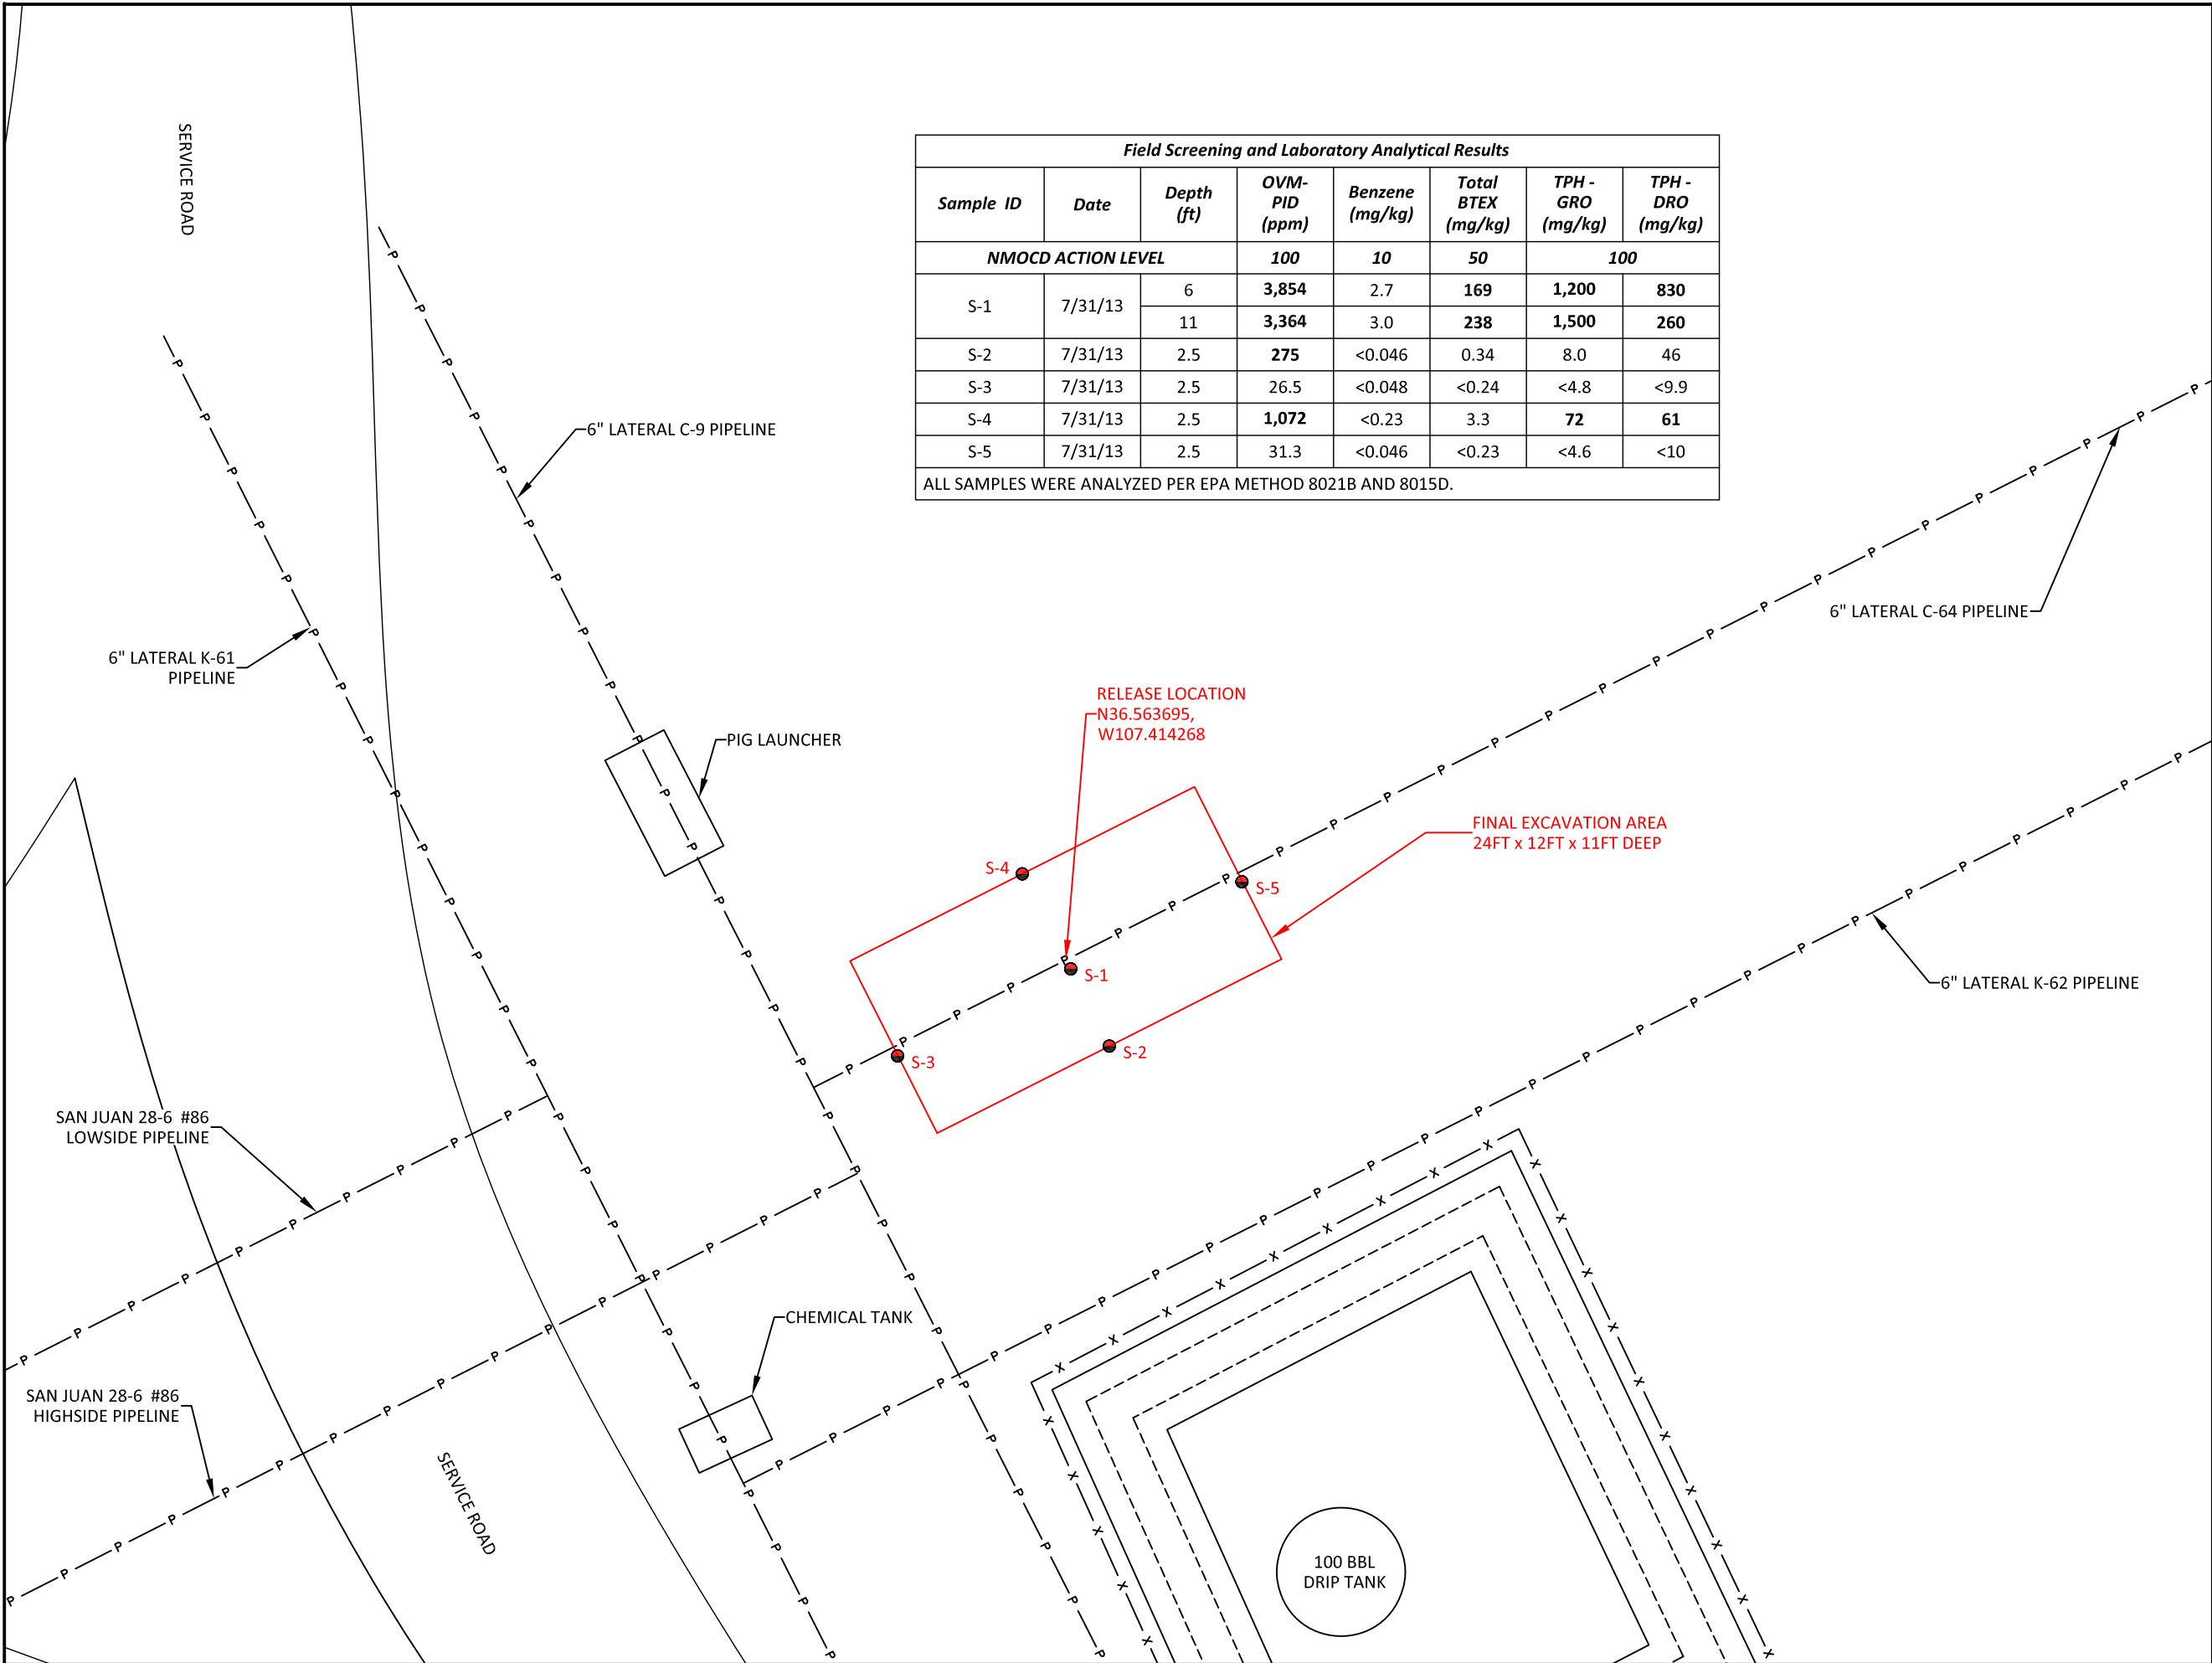 SERVICE ROAD
Field Screening and Laboratory Analytical Results
Sample ID Date Depth (ft) OVM-PID (ppm) Benzene (mg/kg) Total BTEX (mg/kg) TPH - GRO (mg/kg) TPH - DRO (mg/kg)
NMOCD ACTION LEVEL 100 10 50 100
S-1 7/31/13 6 3,854 2.7 169 1,200 830
11 3,364 3.0 238 1,500 260
S-2 7/31/13 2.5 275 <0.046 0.34 8.0 46
S-3 7/31/13 2.5 26.5 <0.048 <0.24 <4.8 <9.9
S-4 7/31/13 2.5 1,072 <0.23 3.3 72 61
S-5 7/31/13 2.5 31.3 <0.046 <0.23 <4.6 <10
ALL SAMPLES WERE ANALYZED PER EPA METHOD 8021B AND 8015D.
6" LATERAL C-9 PIPELINE
6" LATERAL C-64 PIPELINE
6" LATERAL K-61
PIPELINE
RELEASE LOCATION
N36.563695,
W107.414268
PIG LAUNCHER
FINAL EXCAVATION AREA
24FT x 12FT x 11FT DEEP
S-4
S-5
S-1
6" LATERAL K-62 PIPELINE
S-3
S-2
SAN JUAN 28-6 #86
LOWSIDE PIPELINE
CHEMICAL TANK
SAN JUAN 28-6 #86
HIGHSIDE PIPELINE
SERVICE ROAD
100 BBL
DRIP TANK